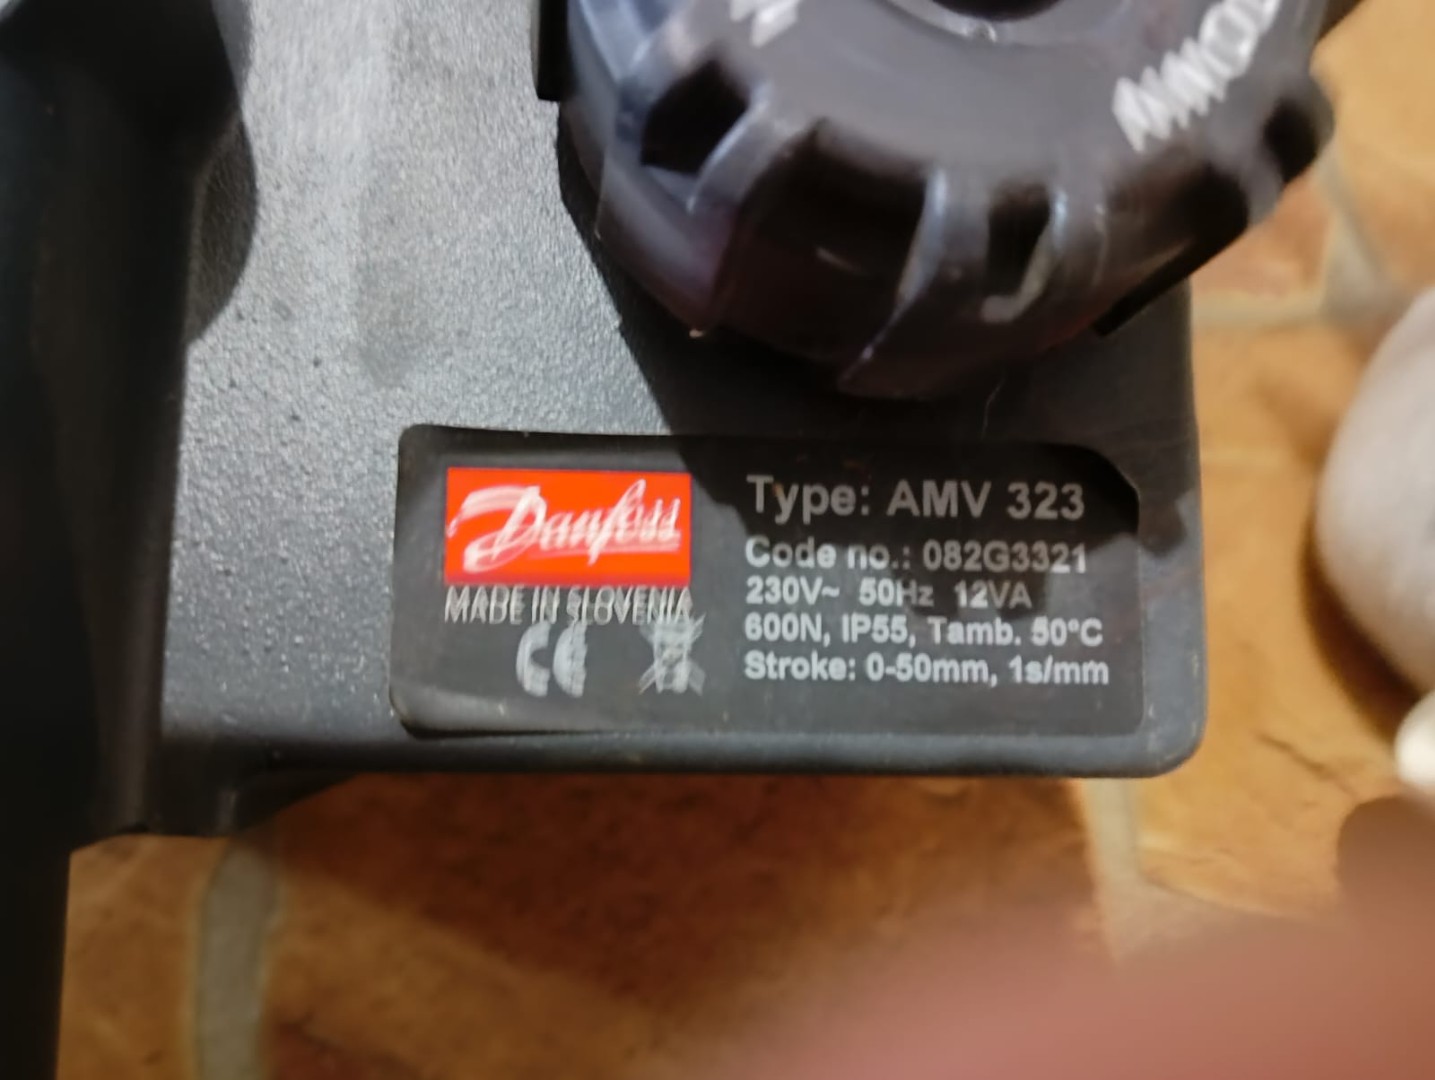 Danfoss
MADE IN SLOVENIA
CE
Type: AMV 323
Code no.: 082G3321
230V~ 50Hz 12VA
600N, IP55, Tamb. 50°C
Stroke: 0-50mm, 1s/mm